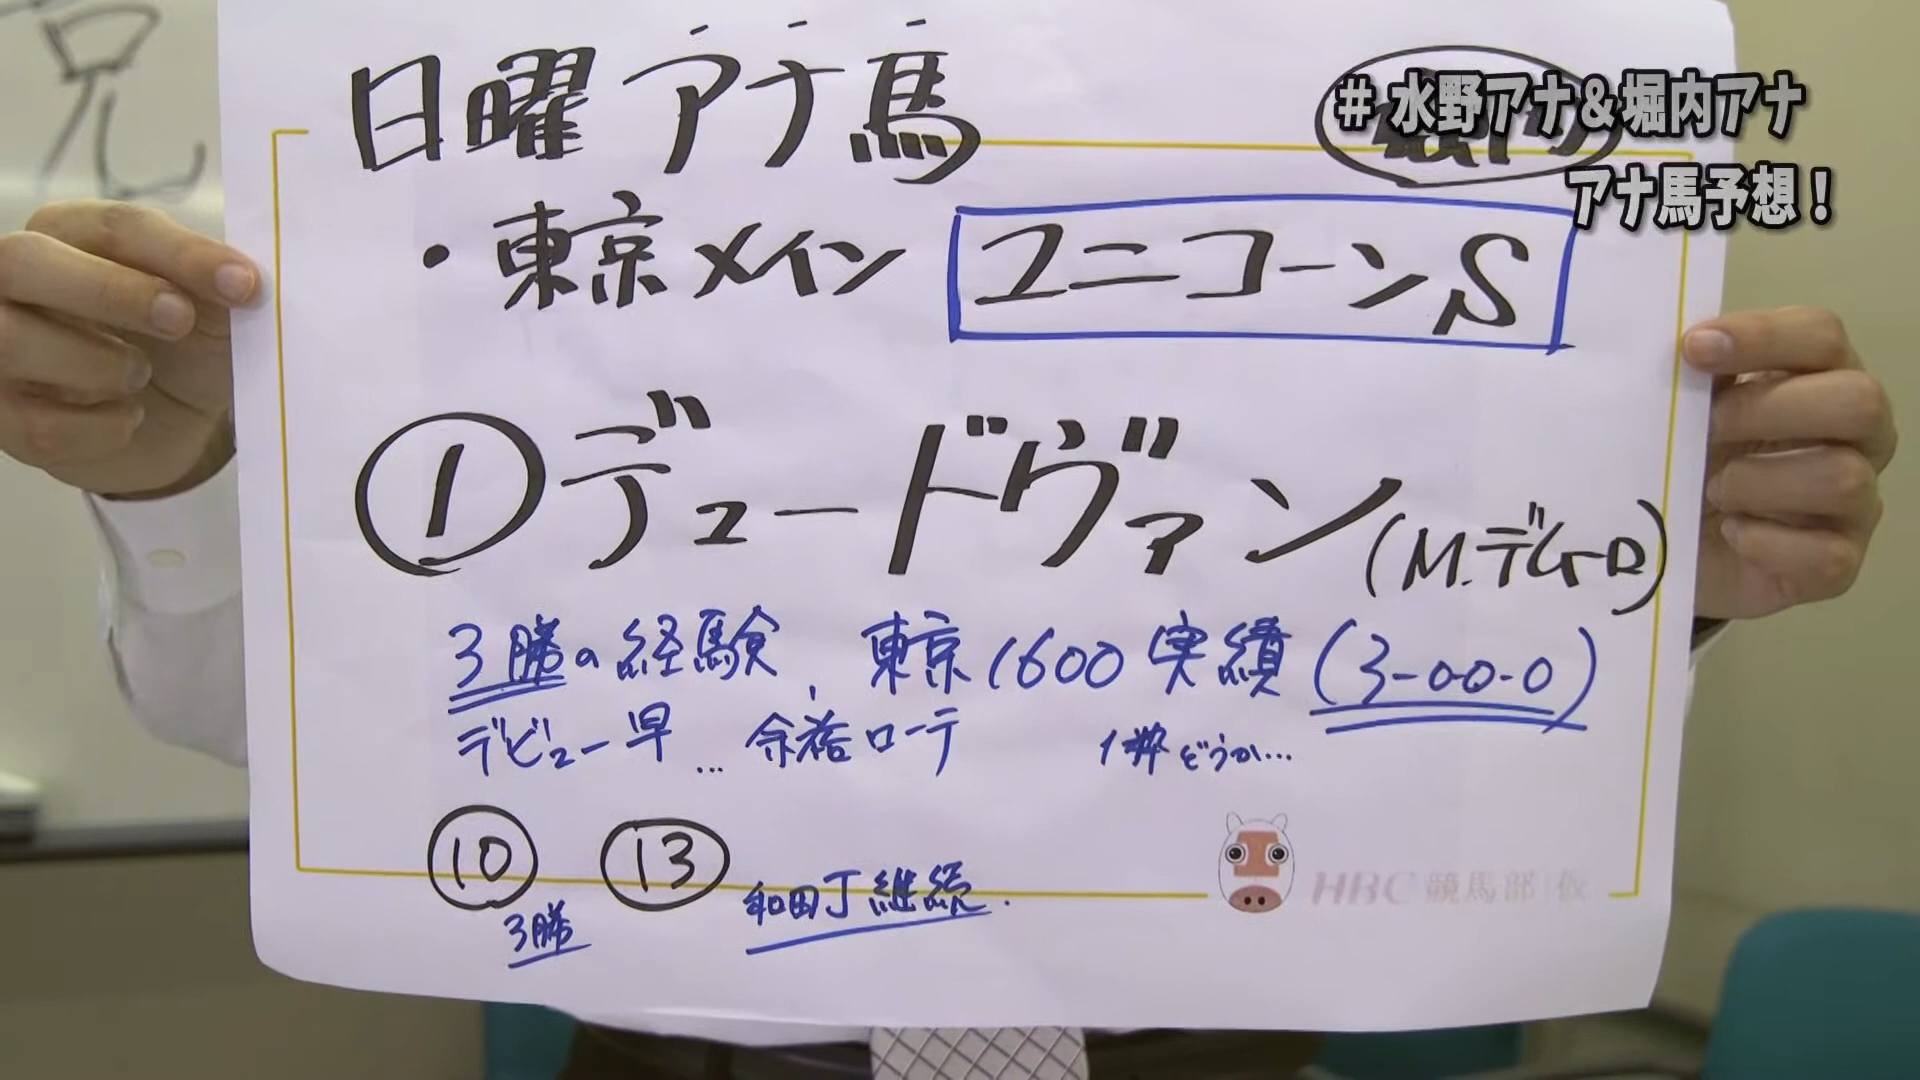 日曜 アナ馬
#水野アナ&堀内アナ
アナ馬予想!
・東京メイン ユニコーンS
① デュードヴァン (M.デムーロ)
3勝の経験、東京1600実績(3-0-0-0)
デビュー早… 余裕ローテ 1枠どうか…
⑩ ⑬
3勝 和田J継続.
HBC競馬部(仮